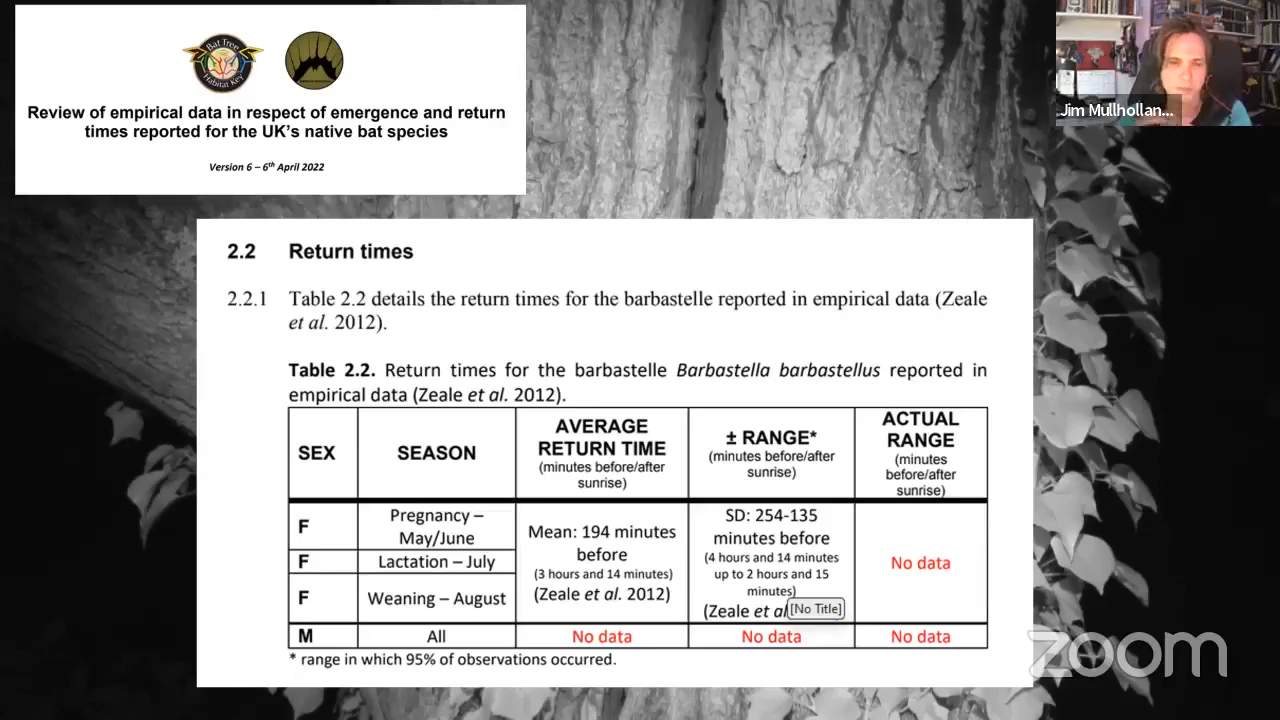 Bat Tree
Habitat Key
Review of empirical data in respect of emergence and return
times reported for the UK's native bat species
Version 6 – 6th April 2022
Jim Mullhollan...
2.2 Return times
2.2.1 Table 2.2 details the return times for the barbastelle reported in empirical data (Zeale
et al. 2012).
Table 2.2. Return times for the barbastelle Barbastella barbastellus reported in
empirical data (Zeale et al. 2012).
SEX
SEASON
AVERAGE
RETURN TIME
(minutes before/after
sunrise)
± RANGE*
(minutes before/after
sunrise)
ACTUAL
RANGE
(minutes
before/after
sunrise)
F
Pregnancy –
May/June
F
Lactation – July
F
Weaning – August
Mean: 194 minutes
before
(3 hours and 14 minutes)
(Zeale et al. 2012)
SD: 254-135
minutes before
(4 hours and 14 minutes
up to 2 hours and 15
minutes)
(Zeale et al
[No Title]
No data
M
All
No data
No data
No data
* range in which 95% of observations occurred.
zoom